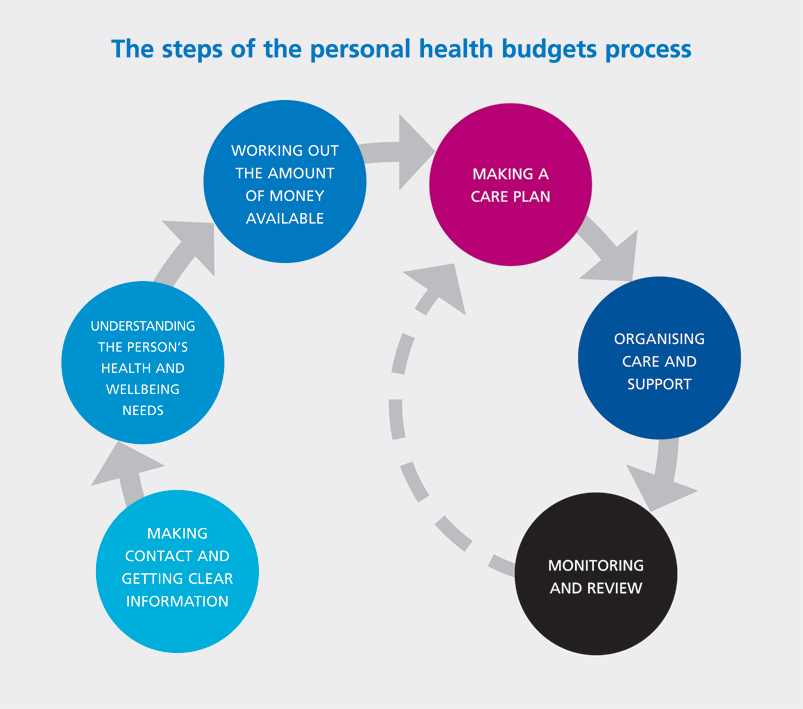 The steps of the personal health budgets process
MAKING
CONTACT AND
GETTING CLEAR
INFORMATION
UNDERSTANDING
THE PERSON'S
HEALTH AND
WELLBEING
NEEDS
WORKING OUT
THE AMOUNT
OF MONEY
AVAILABLE
MAKING A
CARE PLAN
ORGANISING
CARE AND
SUPPORT
MONITORING
AND REVIEW